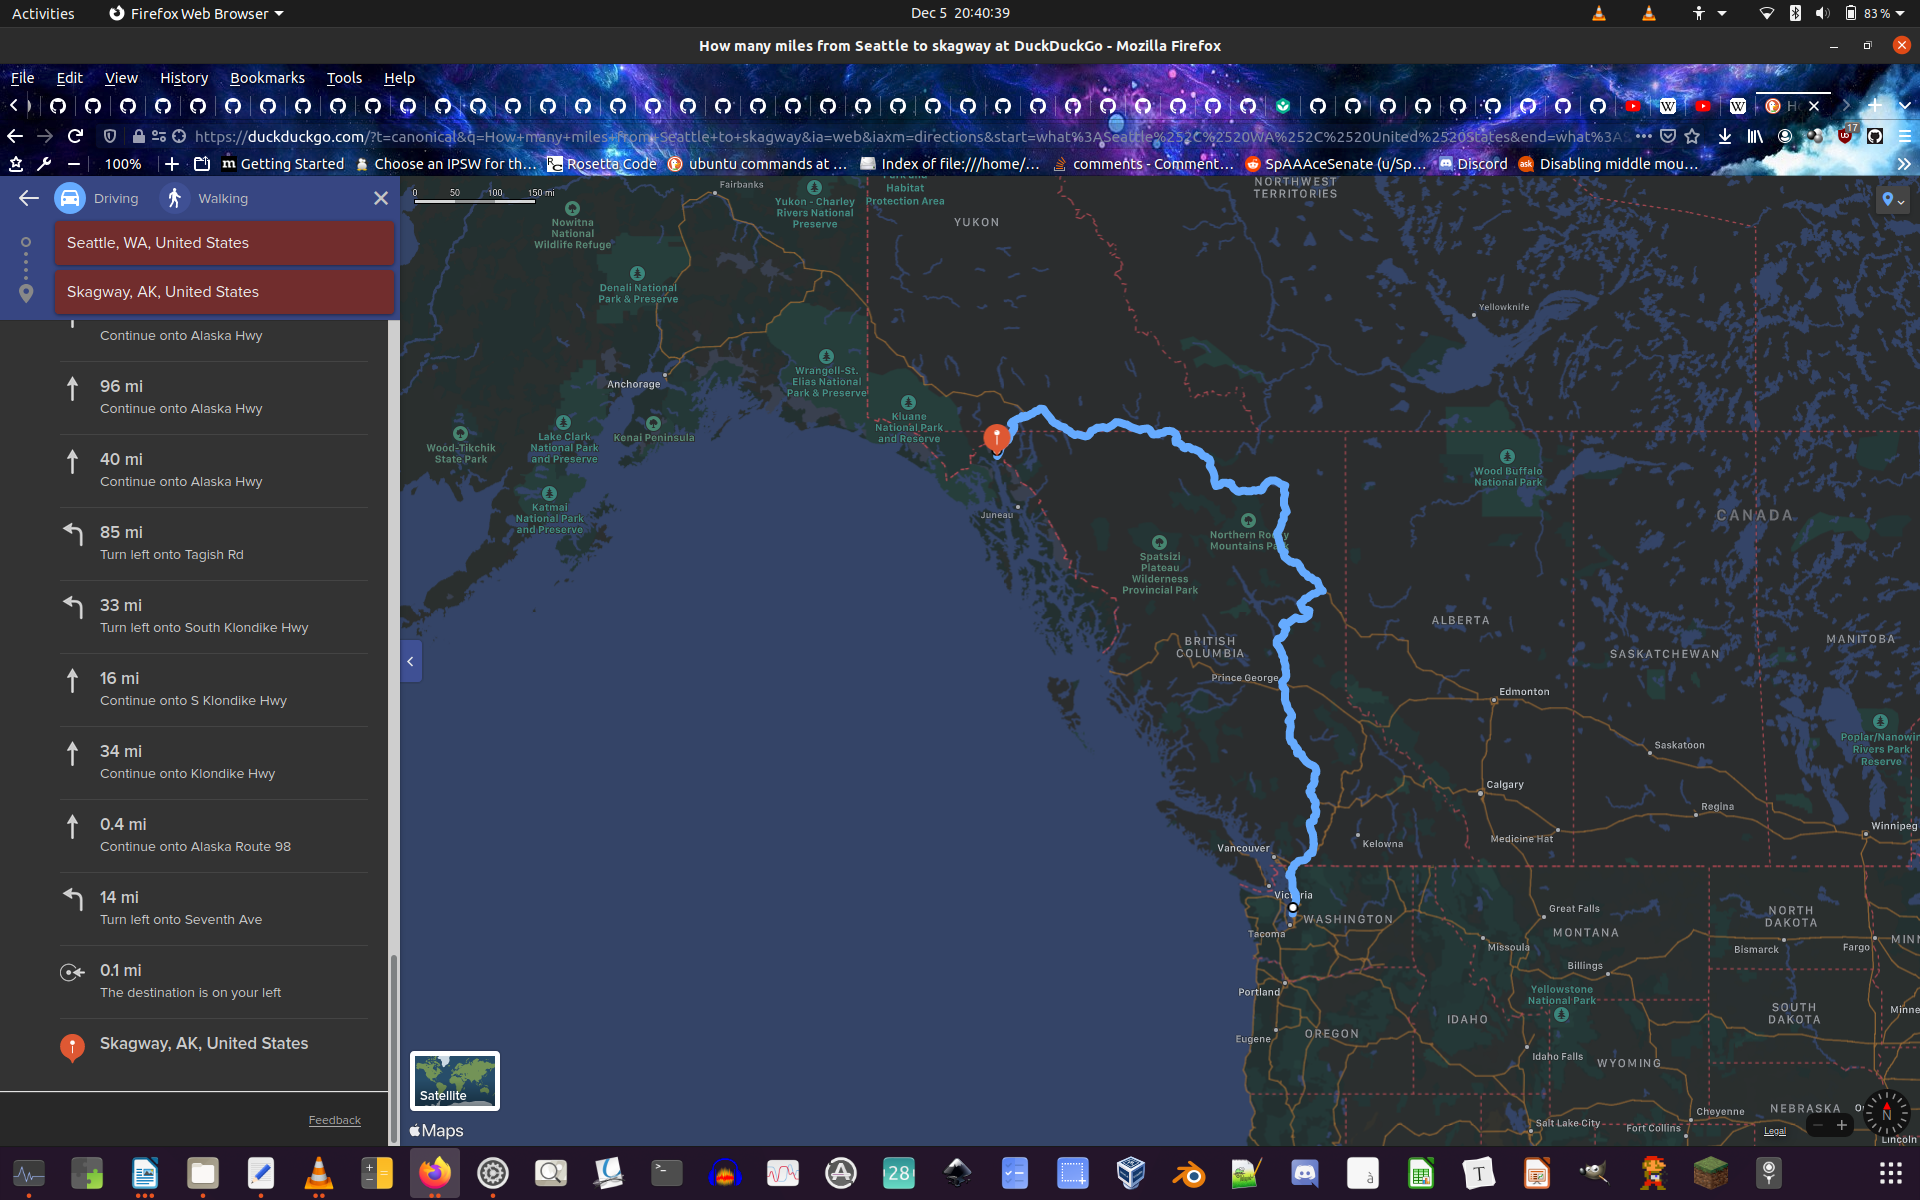 Activities
Firefox Web Browser
Dec 5 20:40:39
83 %
How many miles from Seattle to skagway at DuckDuckGo - Mozilla Firefox
File Edit View History Bookmarks Tools Help
https://duckduckgo.com/?t=canonical&q=How+many+miles+from+Seattle+to+skagway&ia=web&iaxm=directions&start=what%3ASeattle%252C%2520WA%252C%2520United%2520States&end=what%3AS
17
100%
Getting Started
Choose an IPSW for th…
Rosetta Code
ubuntu commands at …
Index of file:///home/…
comments - Comment…
SpAAAceSenate (u/Sp…
Discord
Disabling middle mou…
Driving
Walking
Seattle, WA, United States
Skagway, AK, United States
Continue onto Alaska Hwy
96 mi
Continue onto Alaska Hwy
40 mi
Continue onto Alaska Hwy
85 mi
Turn left onto Tagish Rd
33 mi
Turn left onto South Klondike Hwy
16 mi
Continue onto S Klondike Hwy
34 mi
Continue onto Klondike Hwy
0.4 mi
Continue onto Alaska Route 98
14 mi
Turn left onto Seventh Ave
0.1 mi
The destination is on your left
Skagway, AK, United States
Feedback
0 50 100 150 mi
Fairbanks
Nowitna
National
Wildlife Refuge
Yukon - Charley
Rivers National
Preserve
Habitat
Protection Area
YUKON
NORTHWEST
TERRITORIES
Denali National
Park & Preserve
Yellowknife
Wrangell-St.
Elias National
Park & Preserve
Anchorage
Kluane
National Park
and Reserve
Wood-Tikchik
State Park
Lake Clark
National Park
and Preserve
Kenai Peninsula
Katmai
National Park
and Preserve
Juneau
Wood Buffalo
National Park
CANADA
Northern Rocky
Mountains Park
Spatsizi
Plateau
Wilderness
Provincial Park
ALBERTA
BRITISH
COLUMBIA
SASKATCHEWAN
MANITOBA
Prince George
Edmonton
Saskatoon
Poplar/Nanowin
Rivers Park
Reserve
Calgary
Regina
Medicine Hat
Winnipeg
Vancouver
Kelowna
Victoria
WASHINGTON
Tacoma
Great Falls
MONTANA
Missoula
Billings
NORTH
DAKOTA
Bismarck
Fargo
MINN
Portland
Yellowstone
National Park
SOUTH
DAKOTA
Minne
Eugene
OREGON
IDAHO
Idaho Falls
WYOMING
Cheyenne
NEBRASKA
Salt Lake City
Fort Collins
Legal
Lincoln
N
Satellite
Maps
28